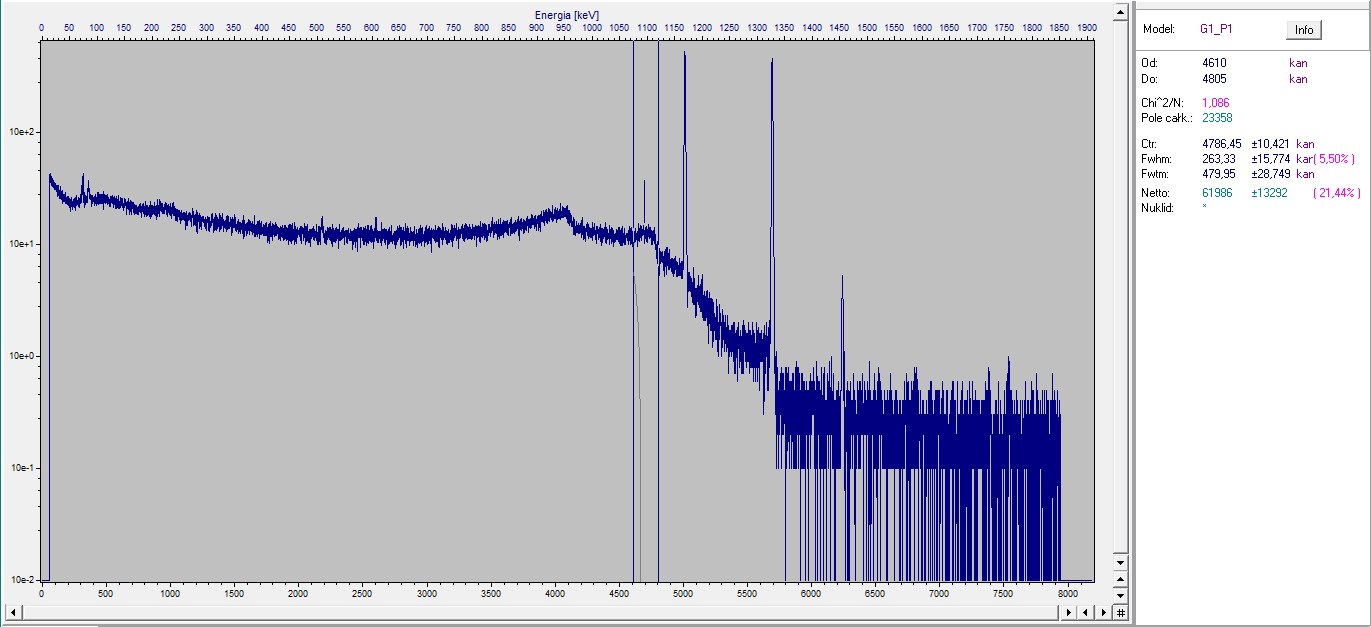 Energia [keV]
0 50 100 150 200 250 300 350 400 450 500 550 600 650 700 750 800 850 900 950 1000 1050 1100 1150 1200 1250 1300 1350 1400 1450 1500 1550 1600 1650 1700 1750 1800 1850 1900
10e+2
10e+1
10e+0
10e-1
10e-2
0 500 1000 1500 2000 2500 3000 3500 4000 4500 5000 5500 6000 6500 7000 7500 8000
#
Model: G1_P1 Info
Od: 4610 kan
Do: 4805 kan
Chi^2/N: 1,086
Pole całk.: 23358
Ctr: 4786,45 ±10,421 kan
Fwhm: 263,33 ±15,774 kar( 5,50% )
Fwtm: 479,95 ±28,749 kan
Netto: 61986 ±13292 ( 21,44% )
Nuklid: *